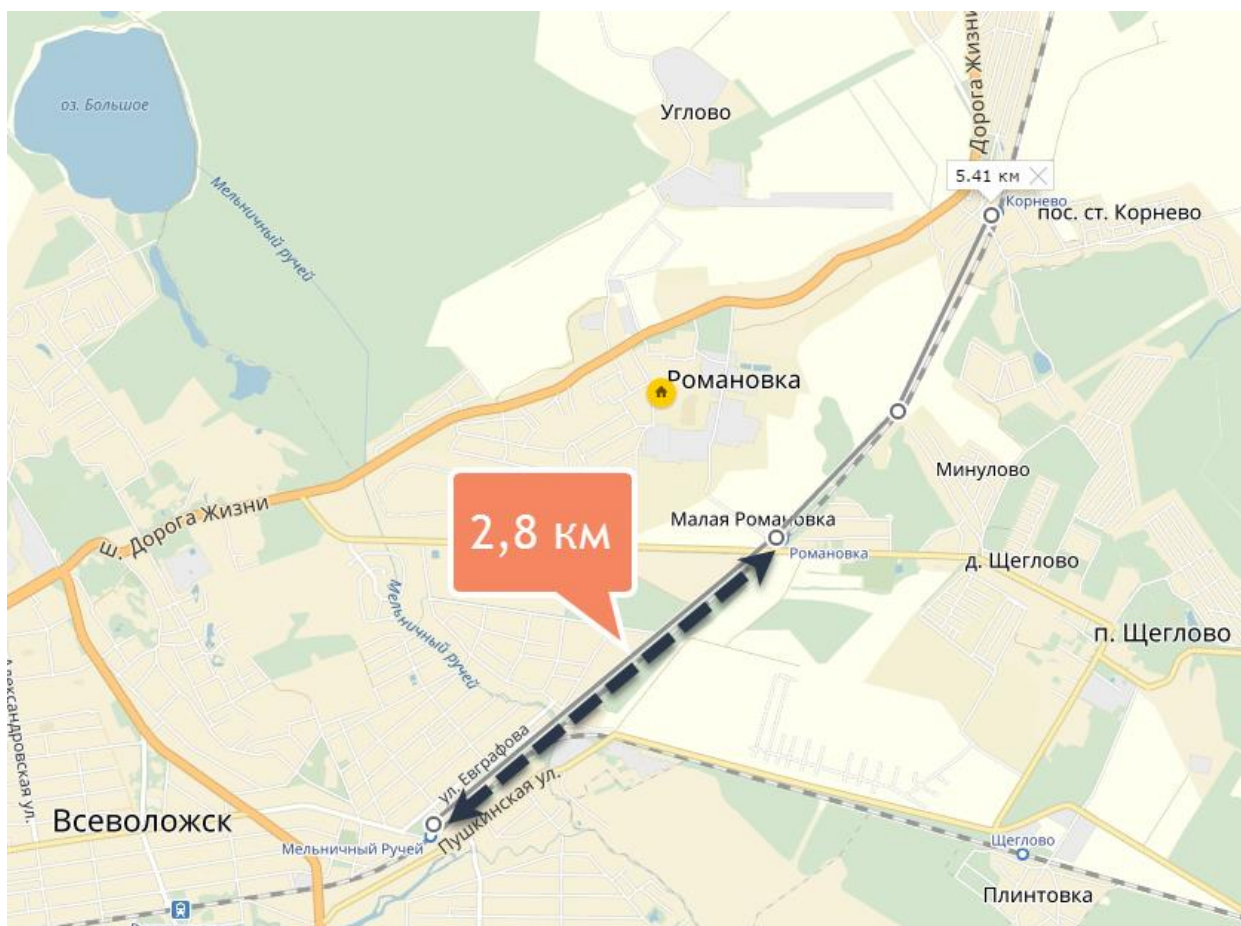 оз. Большое
Углово
Дорога Жизни
Мельничный ручей
5.41 км
Корнево
пос. ст. Корнево
Романовка
Минулово
2,8 км
Малая Романовка
Романовка
ш. Дорога Жизни
д. Щеглово
Мельничный ручей
п. Щеглово
Александровская ул.
ул. Евграфова
Пушкинская ул.
Всеволожск
Мельничный Ручей
Щеглово
Плинтовка